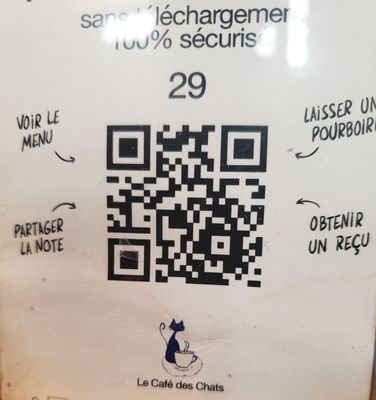 sans téléchargement
100% sécurisé
29
VOIR LE
MENU
LAISSER UN
POURBOIRE
PARTAGER
LA NOTE
OBTENIR
UN REÇU
Le Café des Chats